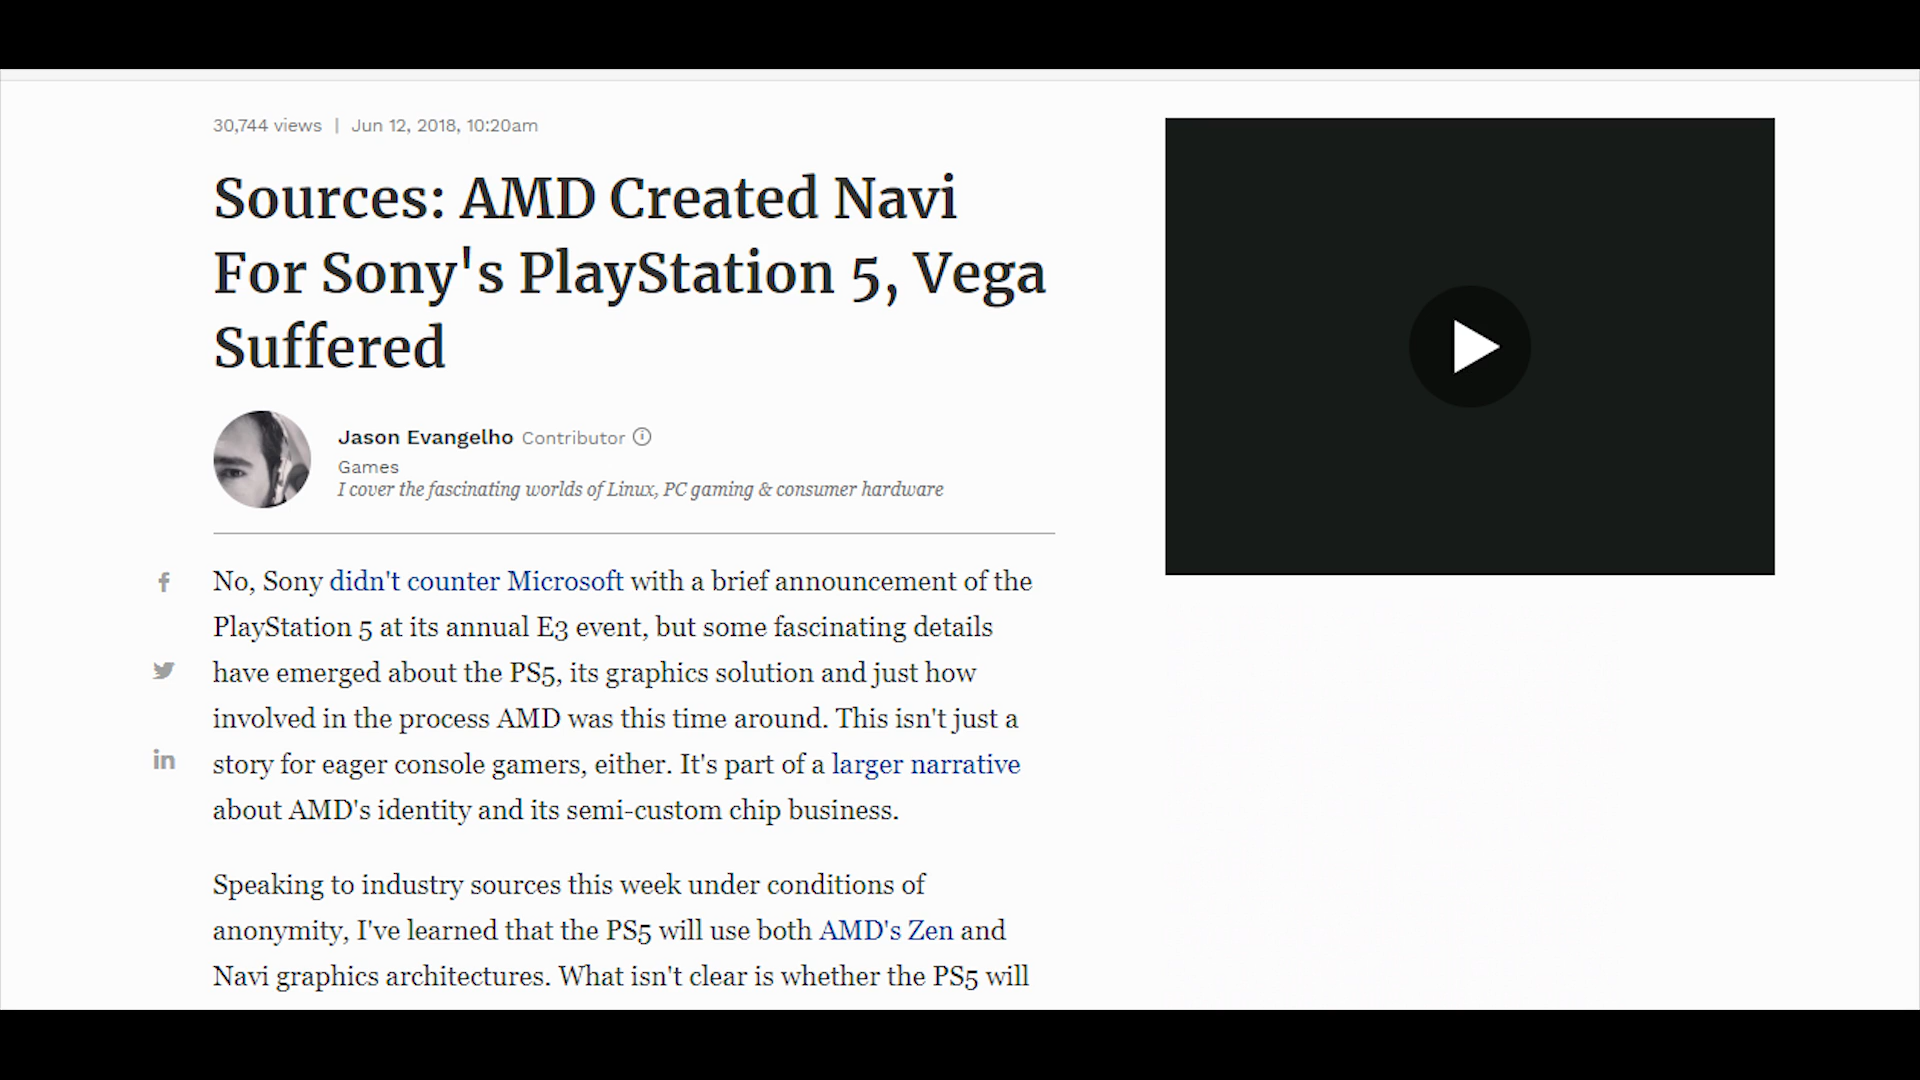 30,744 views | Jun 12, 2018, 10:20am
Sources: AMD Created Navi
For Sony's PlayStation 5, Vega
Suffered
Jason Evangelho Contributor
Games
I cover the fascinating worlds of Linux, PC gaming & consumer hardware
No, Sony didn't counter Microsoft with a brief announcement of the
PlayStation 5 at its annual E3 event, but some fascinating details
have emerged about the PS5, its graphics solution and just how
involved in the process AMD was this time around. This isn't just a
story for eager console gamers, either. It's part of a larger narrative
about AMD's identity and its semi-custom chip business.
Speaking to industry sources this week under conditions of
anonymity, I've learned that the PS5 will use both AMD's Zen and
Navi graphics architectures. What isn't clear is whether the PS5 will